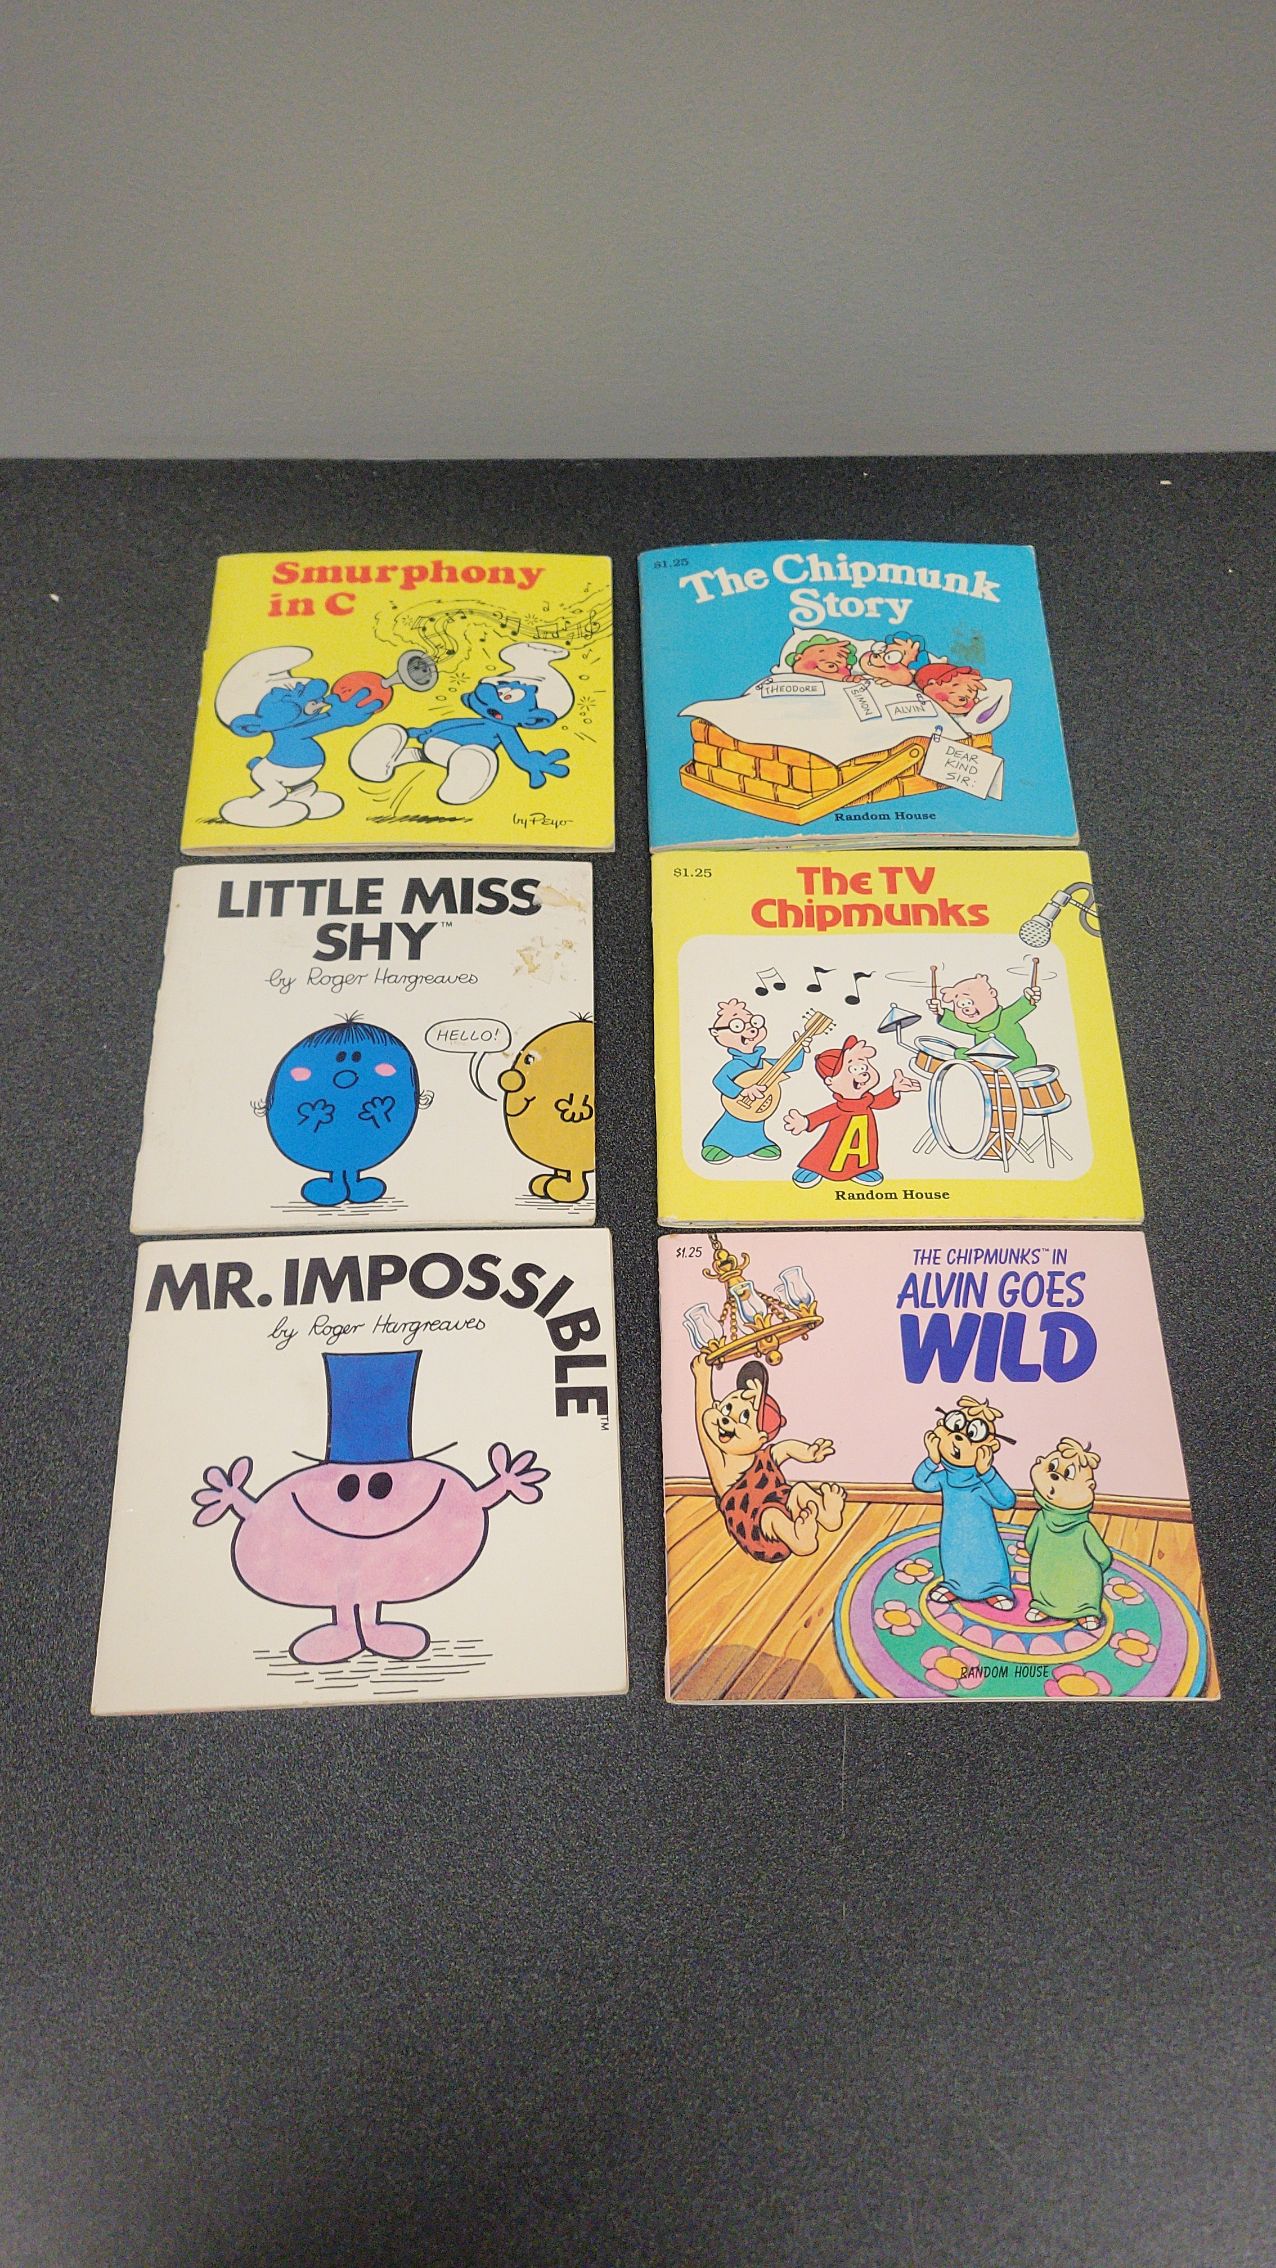 Smurphony
in C
by Peyo
$1.25
The Chipmunk
Story
THEODORE
SIMON
ALVIN
DEAR
KIND
SIR:
Random House
LITTLE MISS
SHY™
by Roger Hargreaves
HELLO!
$1.25
The TV
Chipmunks
A
Random House
MR. IMPOSSIBLE™
by Roger Hargreaves
$1.25
THE CHIPMUNKS™ IN
ALVIN GOES
WILD
RANDOM HOUSE